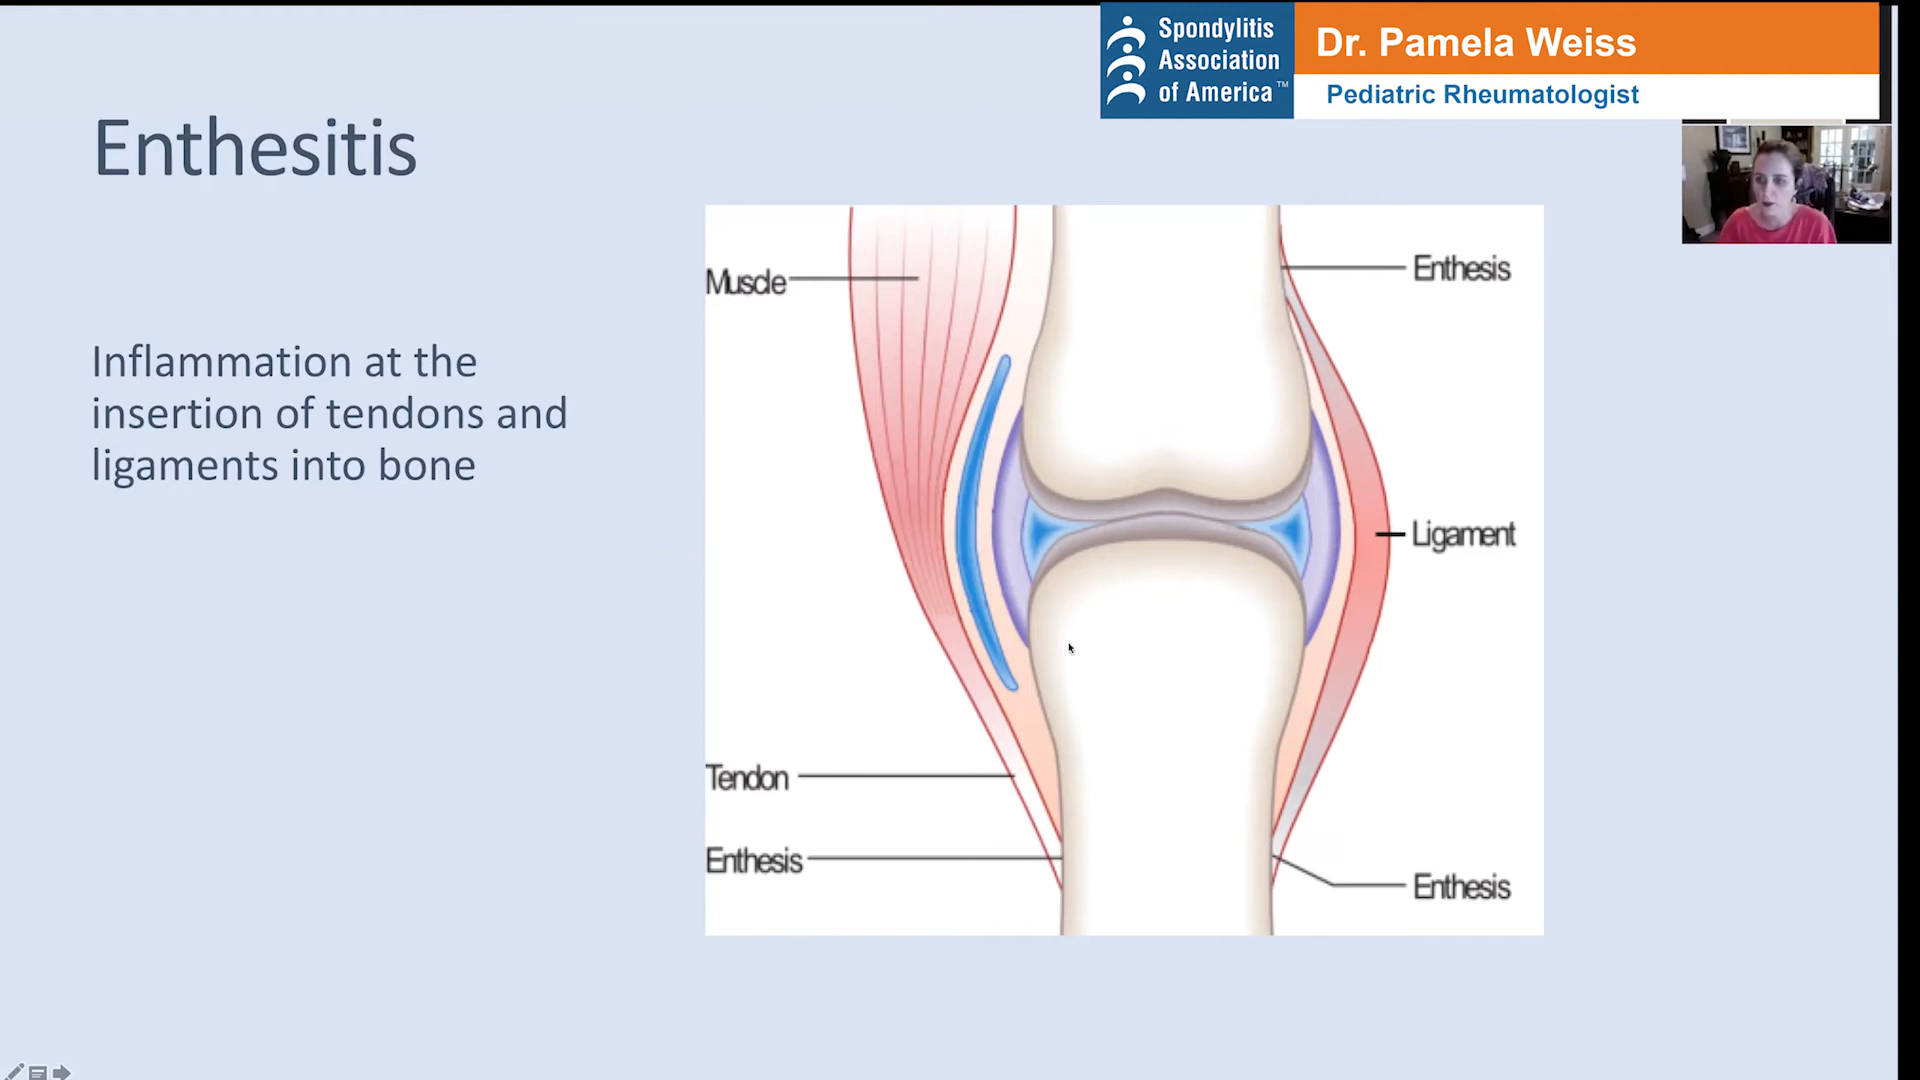 Spondylitis
Association
of America™
Dr. Pamela Weiss
Pediatric Rheumatologist
Enthesitis
Inflammation at the
insertion of tendons and
ligaments into bone
Muscle
Enthesis
Ligament
Tendon
Enthesis
Enthesis